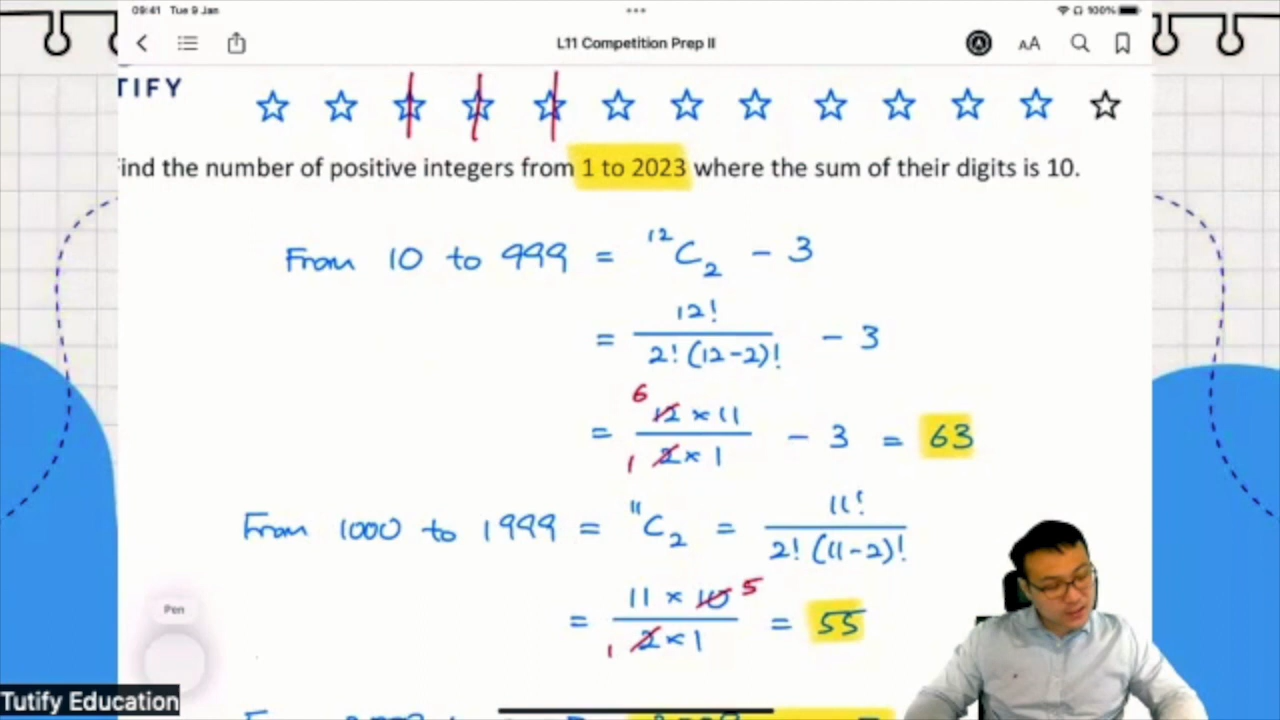 09:41 Tue 9 Jan
100%
L11 Competition Prep II
AA
TIFY
ind the number of positive integers from 1 to 2023 where the sum of their digits is 10.
From 10 to 999 = ¹²C₂ - 3
= 12! / 2! (12-2)! - 3
6
= 12 × 11 / 2 × 1 - 3 = 63
1
From 1000 to 1999 = ¹¹C₂ = 11! / 2! (11-2)!
= 11 × 10 5 / 2 × 1 = 55
1
Pen
Tutify Education